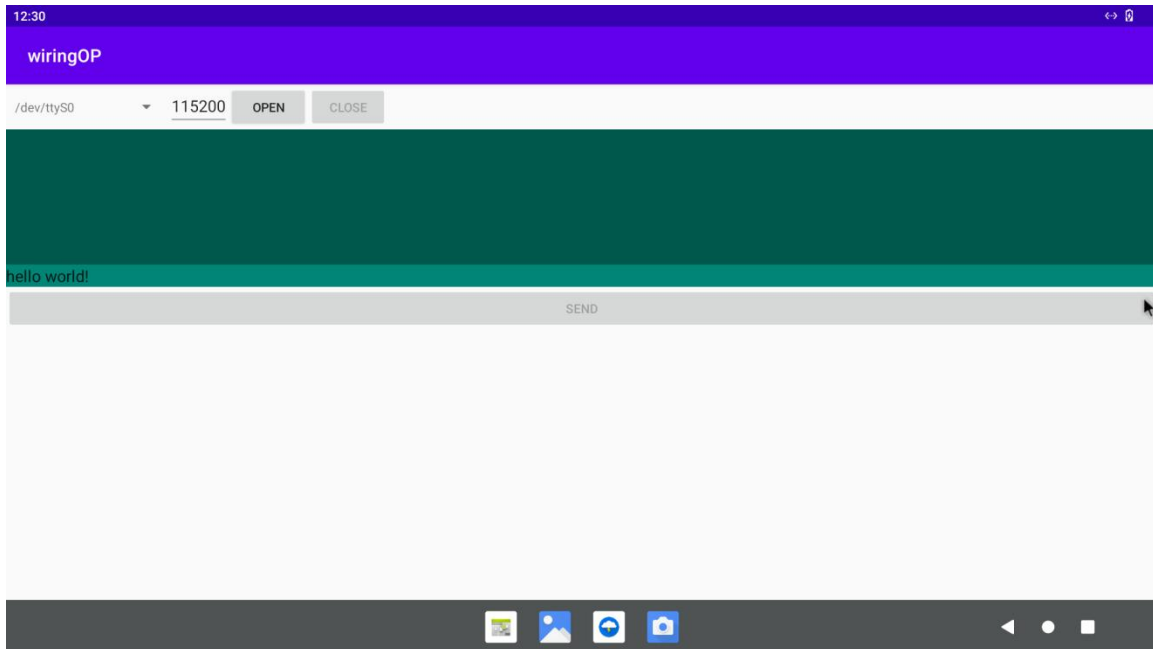 12:30
wiringOP
/dev/ttyS0 115200 OPEN CLOSE
hello world!
SEND